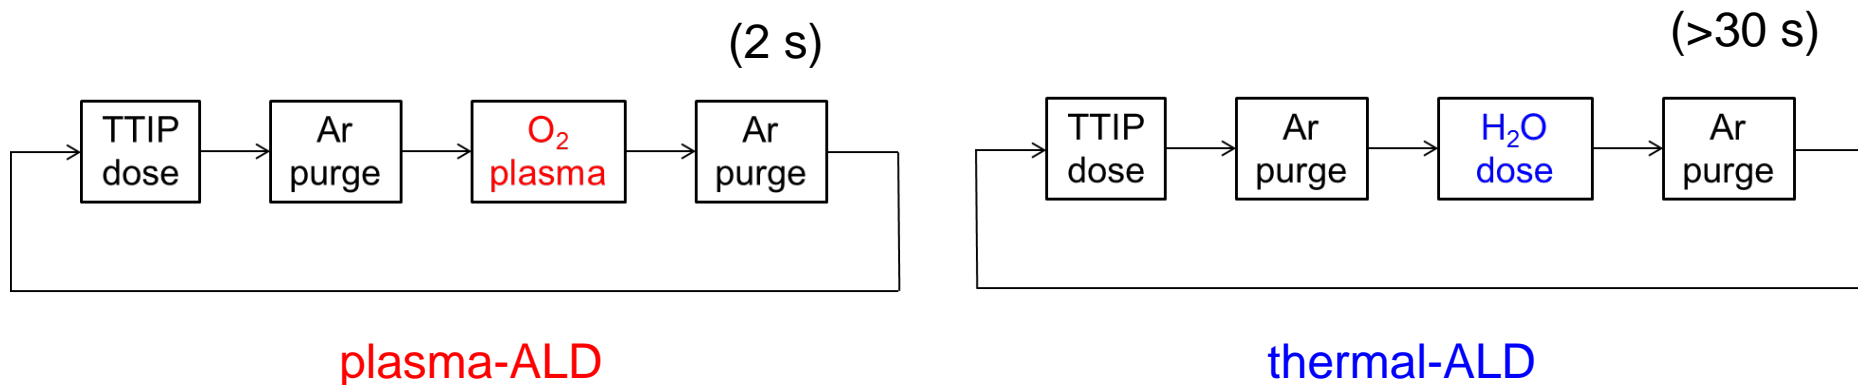 (2 s)
TTIP
dose
Ar
purge
O₂
plasma
Ar
purge
plasma-ALD
(>30 s)
TTIP
dose
Ar
purge
H₂O
dose
Ar
purge
thermal-ALD